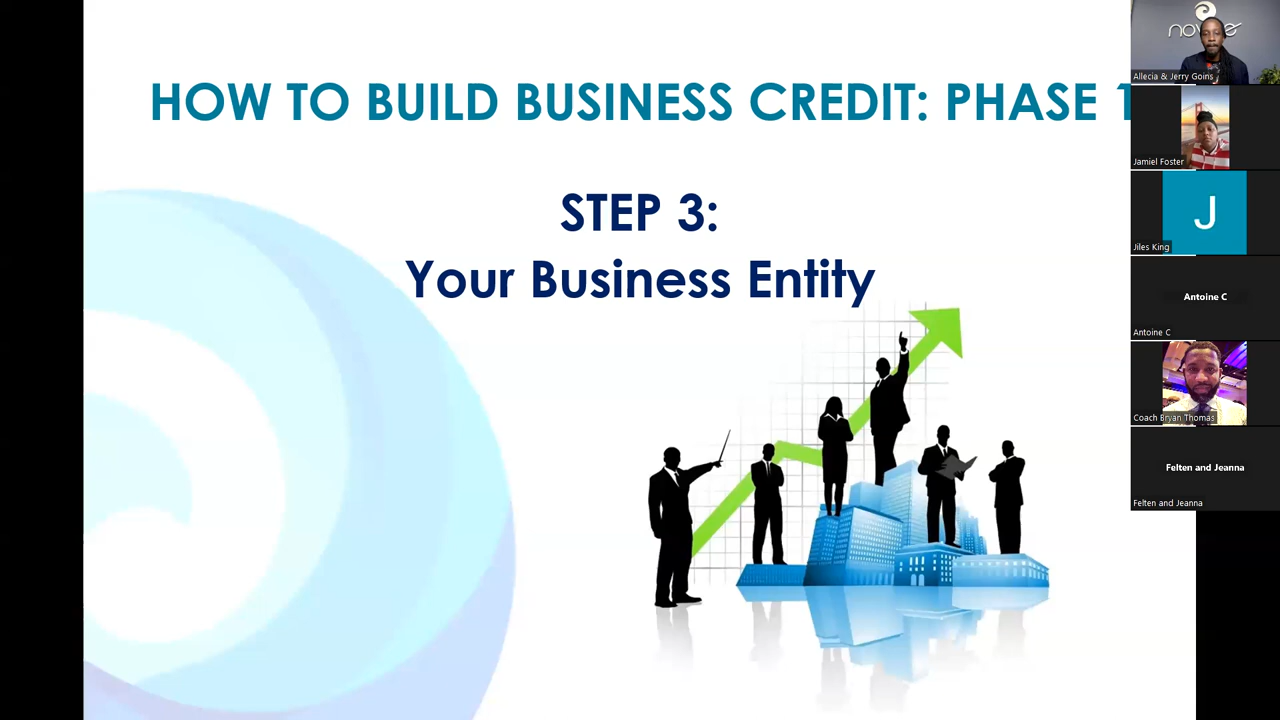 HOW TO BUILD BUSINESS CREDIT: PHASE 1
STEP 3:
Your Business Entity
Allecia & Jerry Goins
Jamiel Foster
J
Jiles King
Antoine C
Antoine C
Coach Bryan Thomas
Felten and Jeanna
Felten and Jeanna